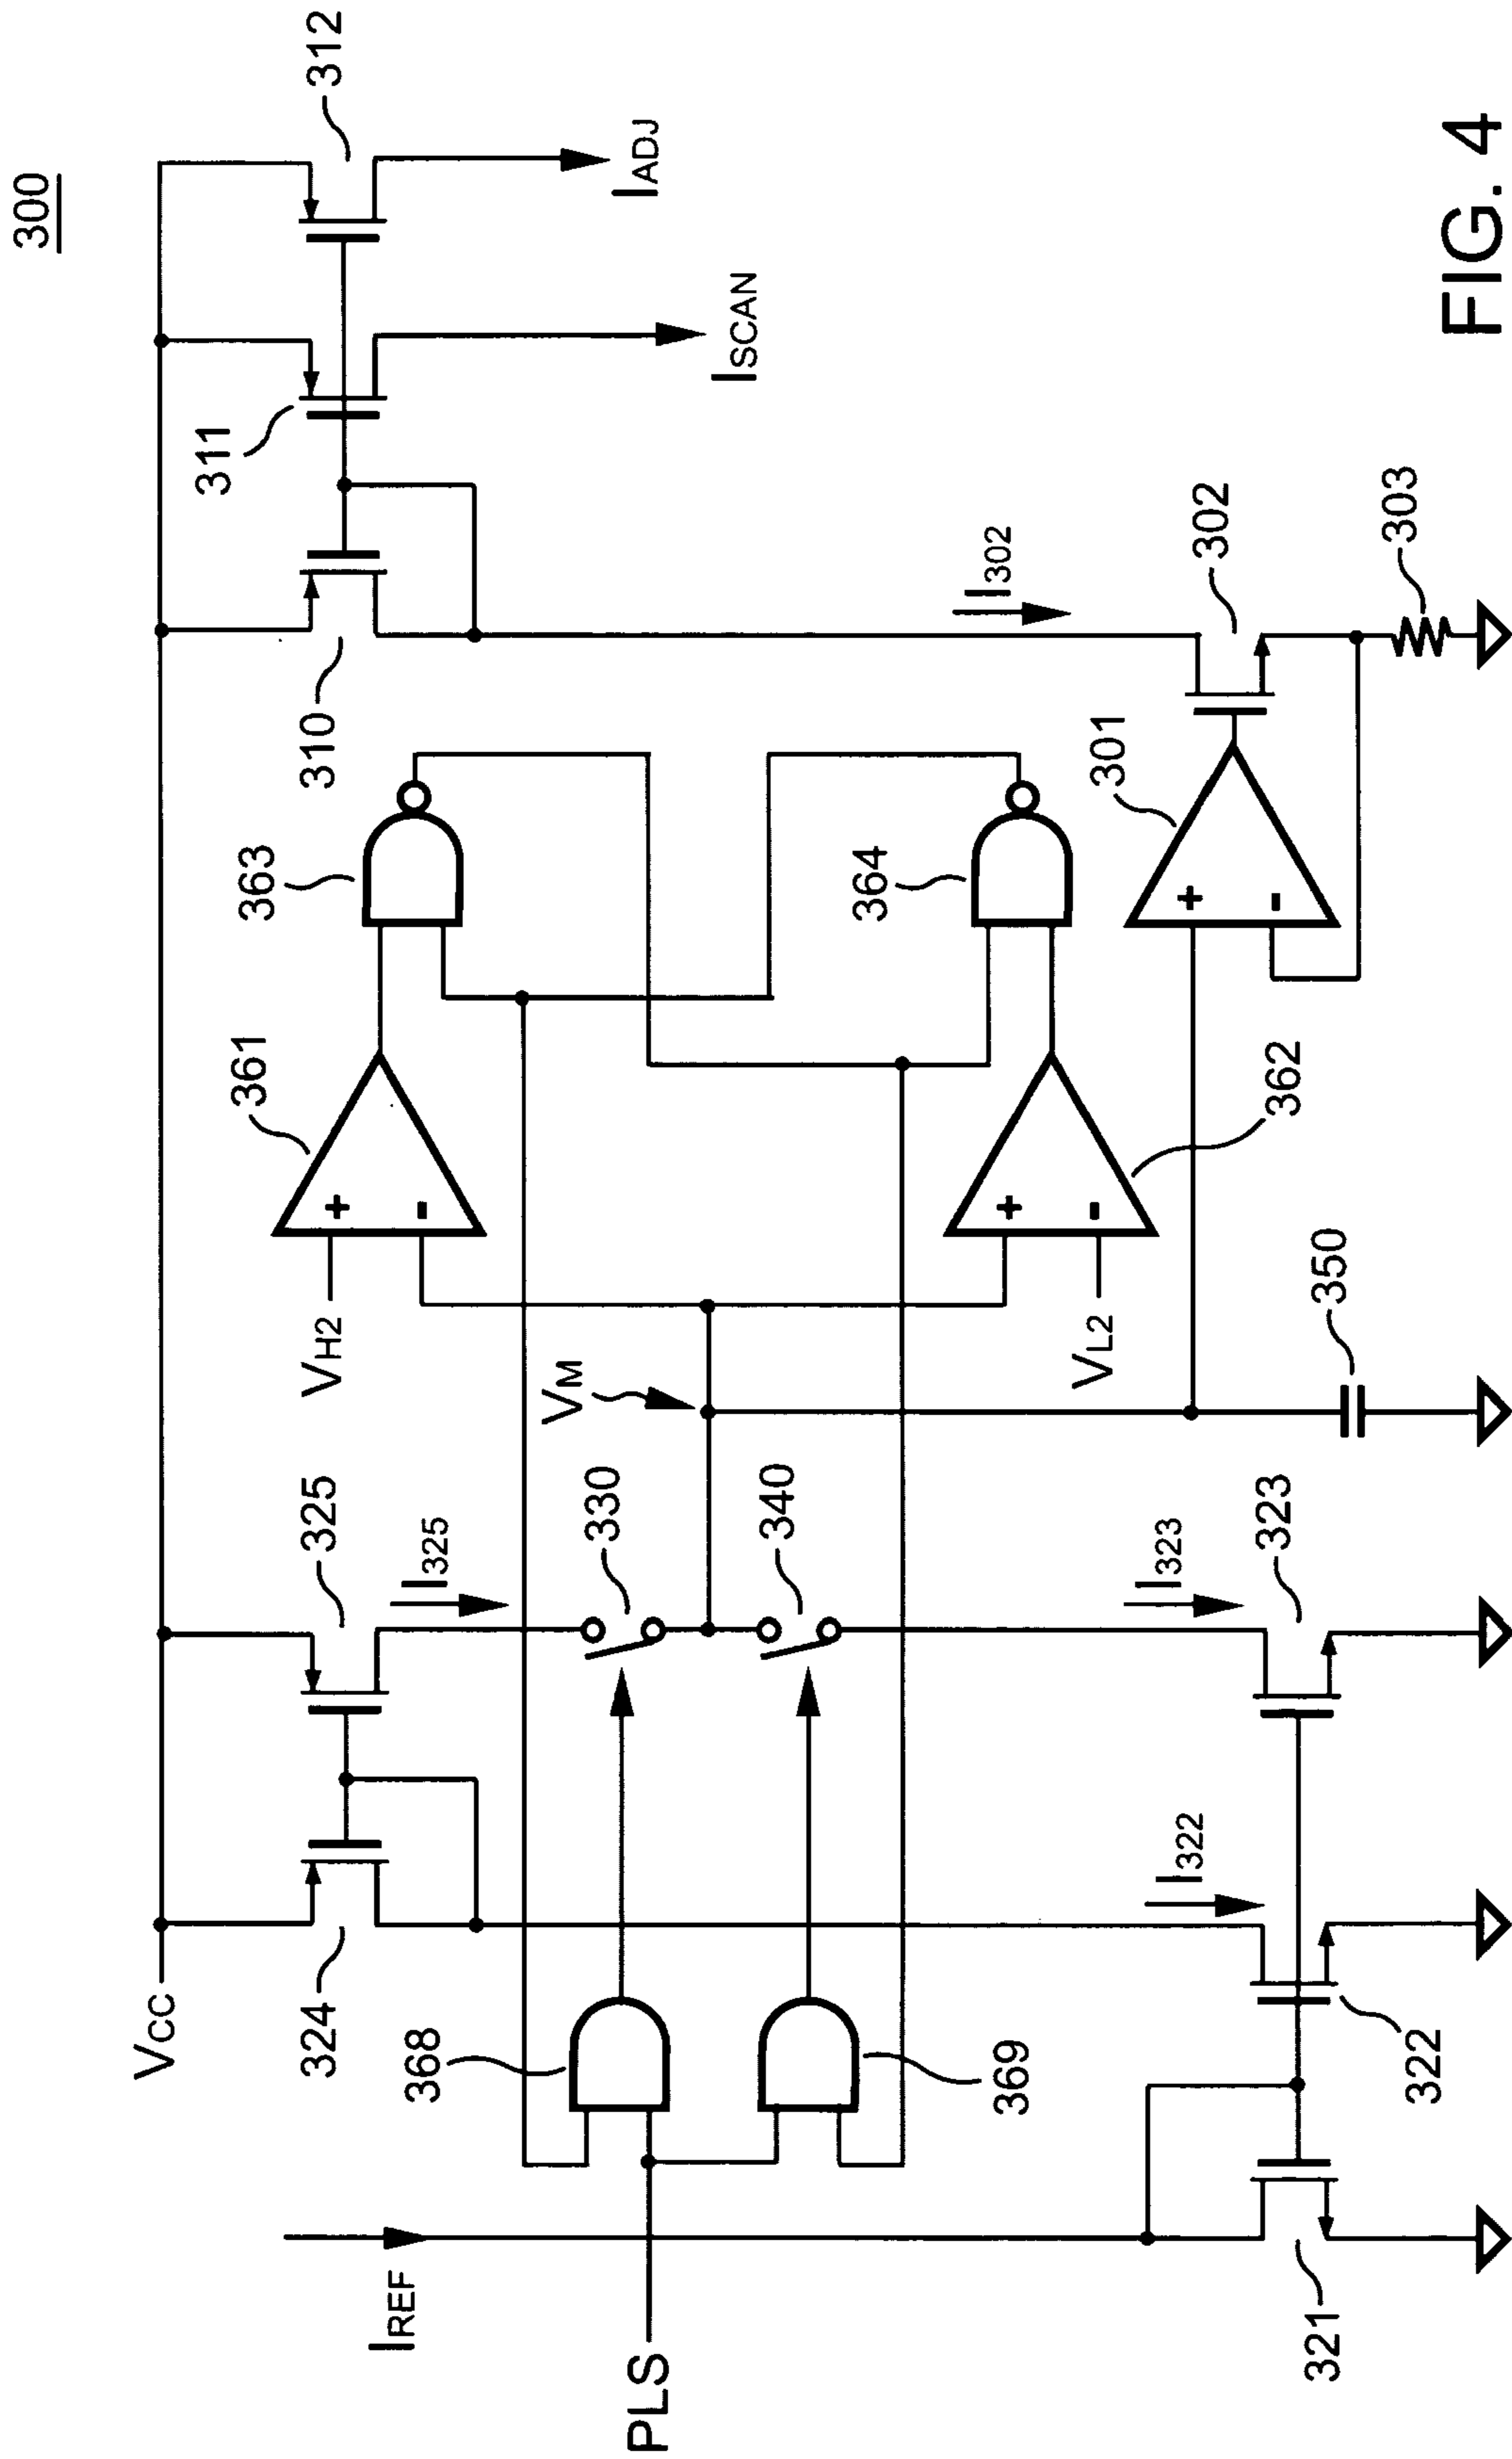 300
VCC
324
325
VH2
361
363
310
311
312
IREF
368
I325
330
VM
IADJ
PLS
340
364
ISCAN
369
I322
I323
VL2
362
301
I302
302
321
322
323
350
303
+
-
+
-
+
-
FIG. 4